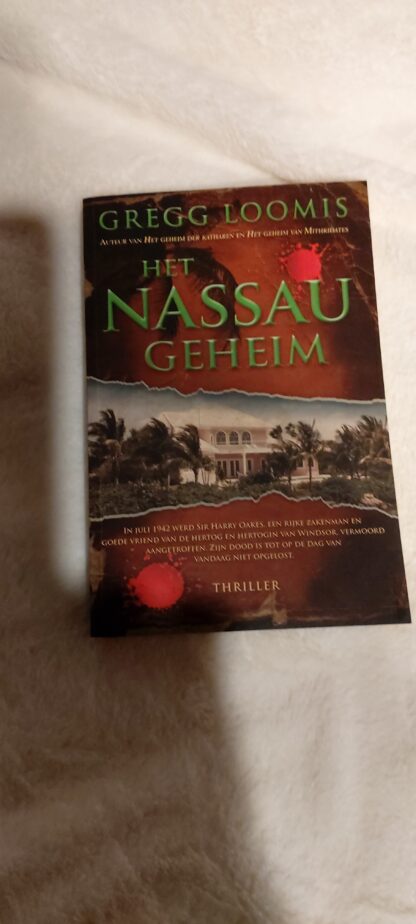 GREGG LOOMIS
AUTEUR VAN HET GEHEIM DER KATHAREN EN HET GEHEIM VAN MITHRIDATES
HET
NASSAU
GEHEIM
IN JULI 1942 WERD SIR HARRY OAKES, EEN RIJKE ZAKENMAN EN
GOEDE VRIEND VAN DE HERTOG EN HERTOGIN VAN WINDSOR, VERMOORD
AANGETROFFEN. ZIJN DOOD IS TOT OP DE DAG VAN
VANDAAG NIET OPGELOST.
THRILLER